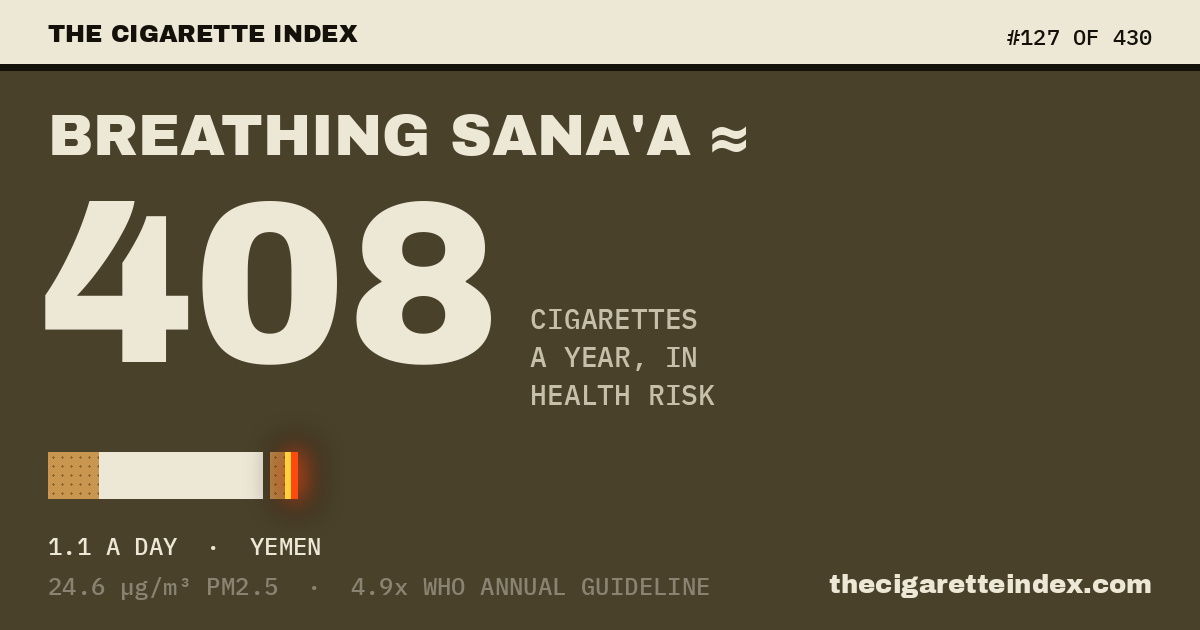 THE CIGARETTE INDEX
#127 OF 430
BREATHING SANA'A ≈
408
CIGARETTES
A YEAR, IN
HEALTH RISK
1.1 A DAY · YEMEN
24.6 µg/m³ PM2.5 · 4.9x WHO ANNUAL GUIDELINE
thecigaretteindex.com